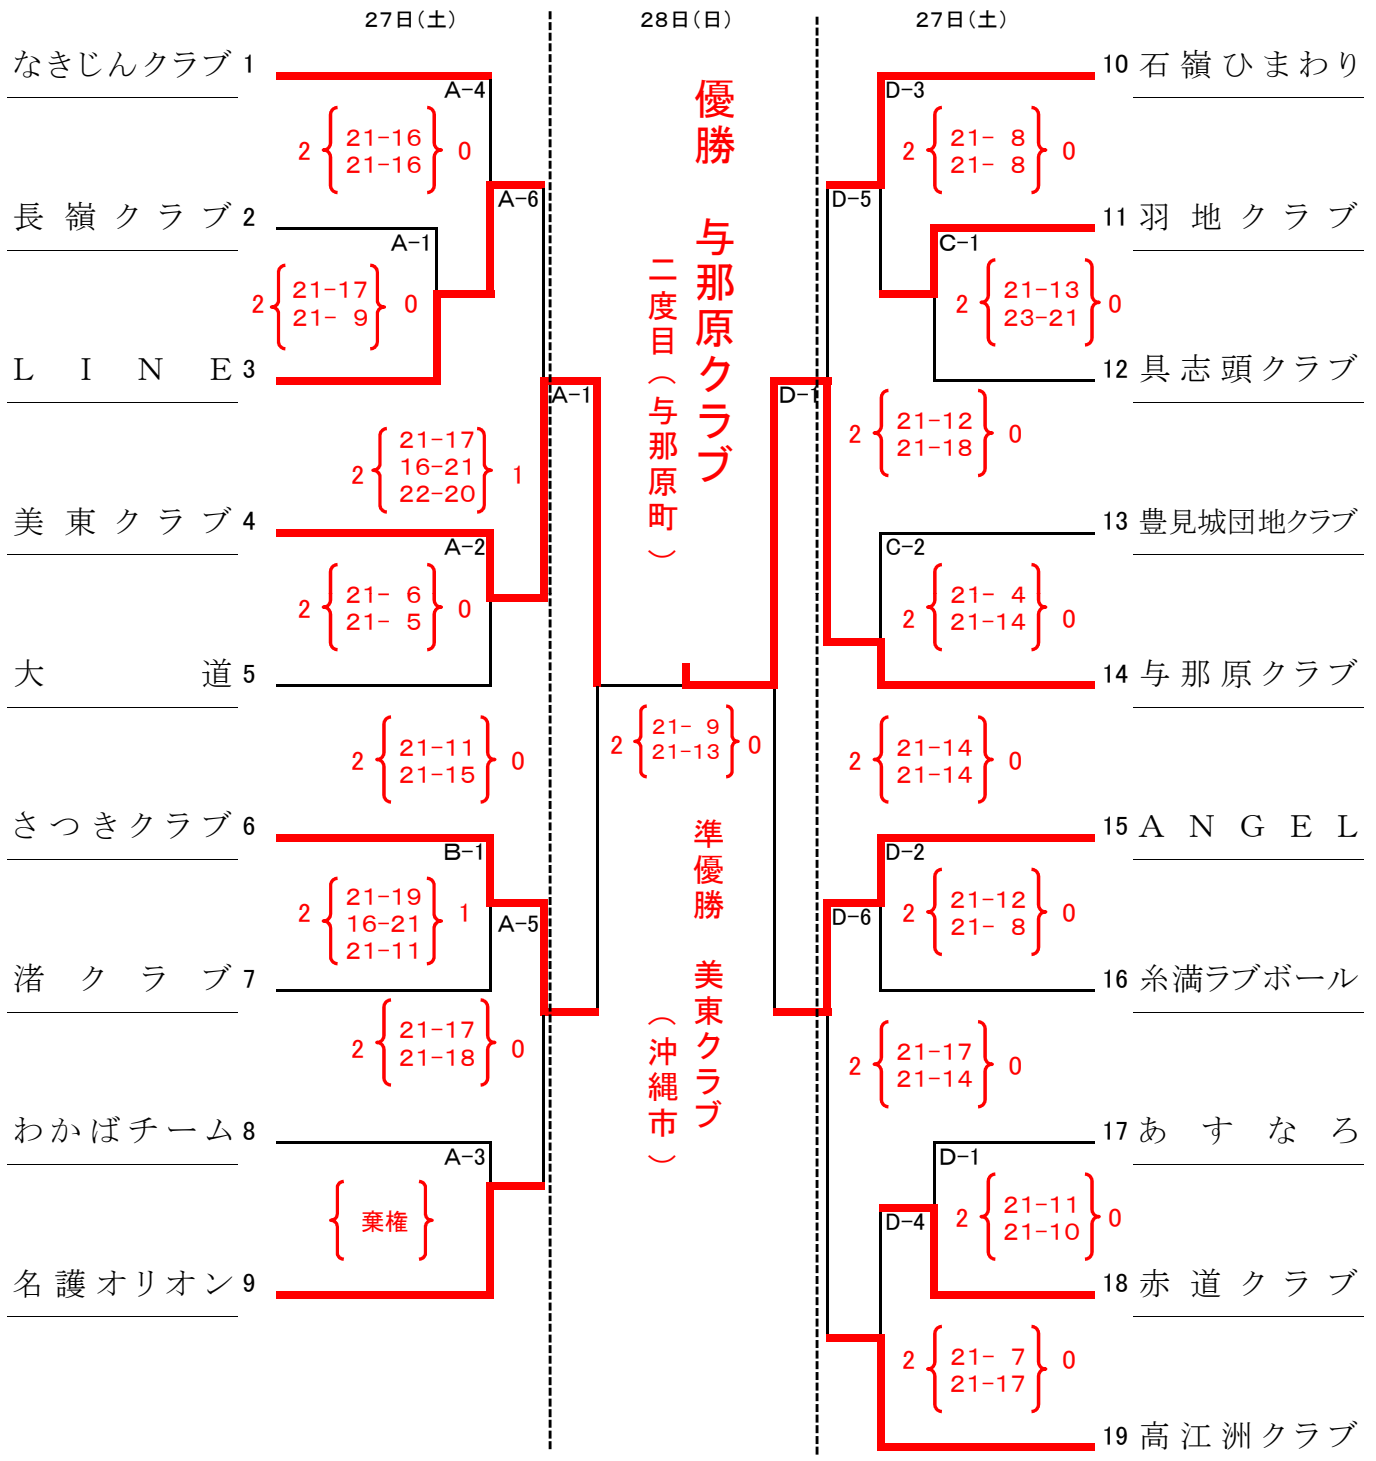 27日(土)
28日(日)
27日(土)
なきじんクラブ 1
A-4
2 21-16 0
21-16
長嶺クラブ 2
A-6
A-1
2 21-17 0
21- 9
LINE 3
A-1
2 21-17 1
16-21
22-20
美東クラブ 4
A-2
2 21- 6 0
21- 5
大道 5
2 21-11 0
21-15
さつきクラブ 6
B-1
2 21-19 1
16-21
21-11
A-5
渚クラブ 7
2 21-17 0
21-18
わかばチーム 8
A-3
棄権
名護オリオン 9
優勝 与那原クラブ
二度目(与那原町)
2 21- 9 0
21-13
準優勝 美東クラブ
(沖縄市)
10 石嶺ひまわり
D-3
2 21- 8 0
21- 8
D-5
11 羽地クラブ
C-1
2 21-13 0
23-21
12 具志頭クラブ
D-1
2 21-12 0
21-18
13 豊見城団地クラブ
C-2
2 21- 4 0
21-14
14 与那原クラブ
2 21-14 0
21-14
15 ANGEL
D-2
2 21-12 0
21- 8
D-6
16 糸満ラブボール
2 21-17 0
21-14
17 あすなろ
D-1
2 21-11 0
21-10
D-4
18 赤道クラブ
2 21- 7 0
21-17
19 高江洲クラブ